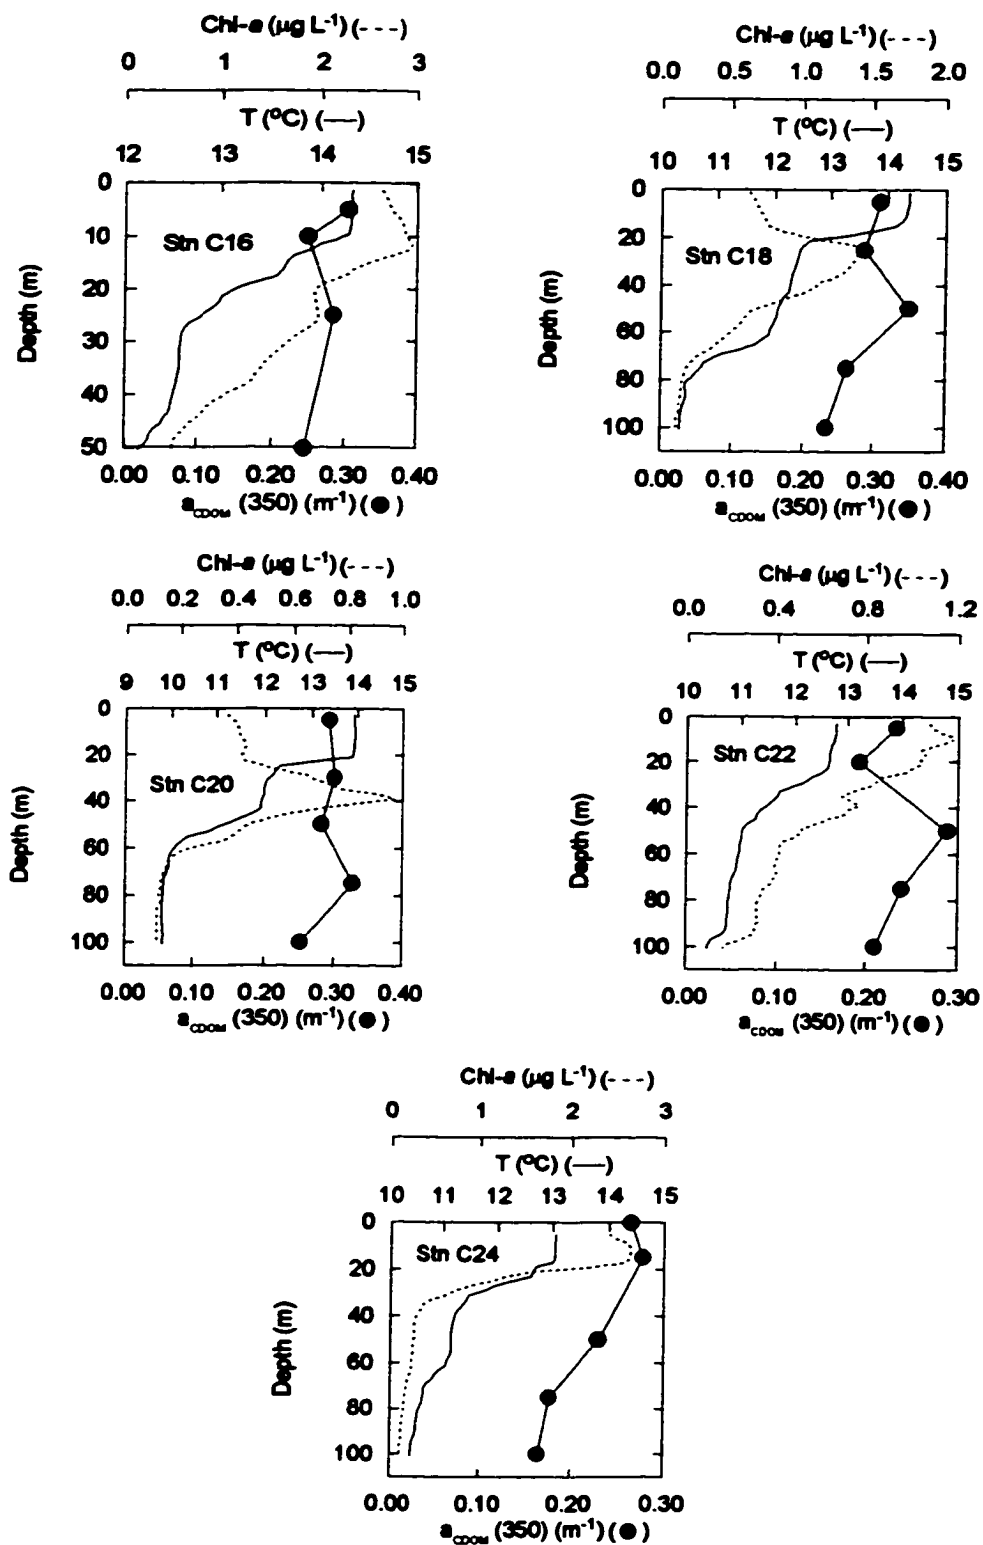 Chl-a (µg L⁻¹) (---)
0 1 2 3
T (ºC) (—)
12 13 14 15
0
10
20
30
40
50
Depth (m)
Stn C16
0.00 0.10 0.20 0.30 0.40
a_CDOM (350) (m⁻¹) (●)
Chl-a (µg L⁻¹) (---)
0.0 0.5 1.0 1.5 2.0
T (ºC) (—)
10 11 12 13 14 15
0
20
40
60
80
100
Depth (m)
Stn C18
0.00 0.10 0.20 0.30 0.40
a_CDOM (350) (m⁻¹) (●)
Chl-a (µg L⁻¹) (---)
0.0 0.2 0.4 0.6 0.8 1.0
T (ºC) (—)
9 10 11 12 13 14 15
0
20
40
60
80
100
Depth (m)
Stn C20
0.00 0.10 0.20 0.30 0.40
a_CDOM (350) (m⁻¹) (●)
Chl-a (µg L⁻¹) (---)
0.0 0.4 0.8 1.2
T (ºC) (—)
10 11 12 13 14 15
0
20
40
60
80
100
Depth (m)
Stn C22
0.00 0.10 0.20 0.30
a_CDOM (350) (m⁻¹) (●)
Chl-a (µg L⁻¹) (---)
0 1 2 3
T (ºC) (—)
10 11 12 13 14 15
0
20
40
60
80
100
Depth (m)
Stn C24
0.00 0.10 0.20 0.30
a_CDOM (350) (m⁻¹) (●)